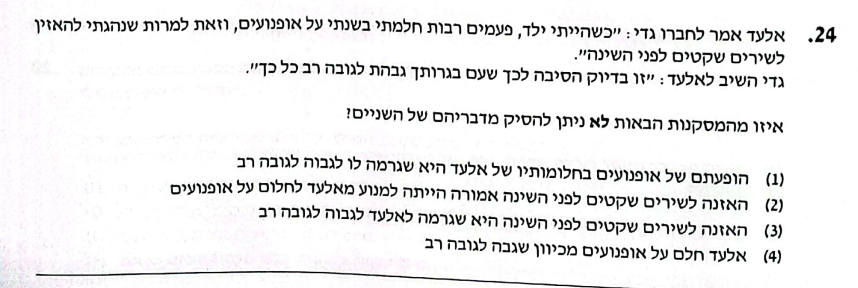 24. אלעד אמר לחברו גדי: "כשהייתי ילד, פעמים רבות חלמתי בשנתי על אופנועים, וזאת למרות שנהגתי להאזין
לשירים שקטים לפני השינה".
גדי השיב לאלעד: "זו בדיוק הסיבה לכך שעם בגרותך גבהת לגובה רב כל כך".
איזו מהמסקנות הבאות לא ניתן להסיק מדבריהם של השניים?
(1) הופעתם של אופנועים בחלומותיו של אלעד היא שגרמה לו לגבוה לגובה רב
(2) האזנה לשירים שקטים לפני השינה אמורה הייתה למנוע מאלעד לחלום על אופנועים
(3) האזנה לשירים שקטים לפני השינה היא שגרמה לאלעד לגבוה לגובה רב
(4) אלעד חלם על אופנועים מכיוון שגבה לגובה רב